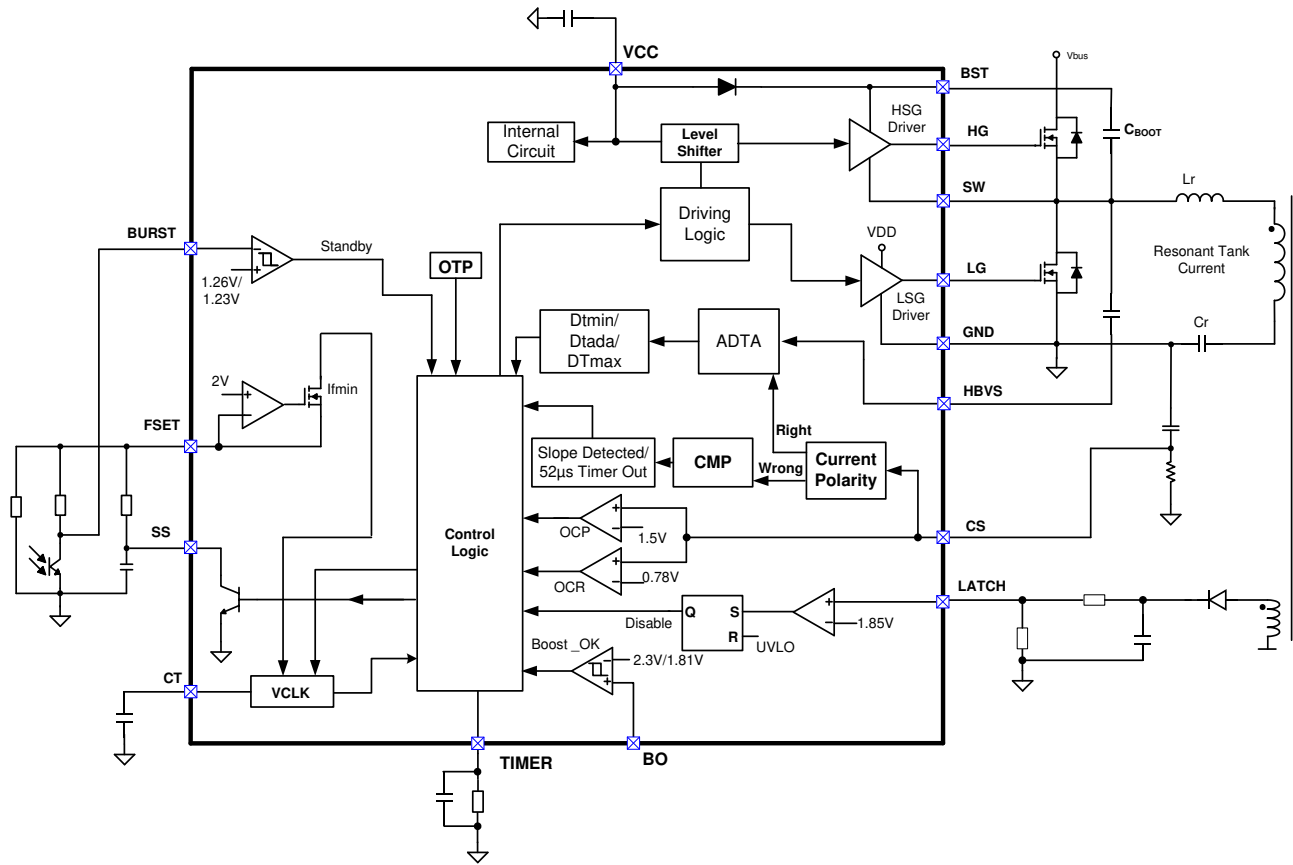 VCC
Vbus
BST
HSG
Driver
HG
CBOOT
Internal
Circuit
Level
Shifter
SW
Lr
Driving
Logic
BURST
Standby
VDD
Resonant Tank
Current
1.26V/
1.23V
OTP
LG
LSG
Driver
Dtmin/
Dtada/
DTmax
ADTA
GND
Cr
2V
Ifmin
HBVS
FSET
Right
Slope Detected/
52µs Timer Out
CMP
Wrong
Current
Polarity
SS
Control
Logic
OCP
1.5V
CS
OCR
0.78V
LATCH
Disable
Q
S
R
UVLO
1.85V
Boost _OK
2.3V/1.81V
CT
VCLK
TIMER
BO